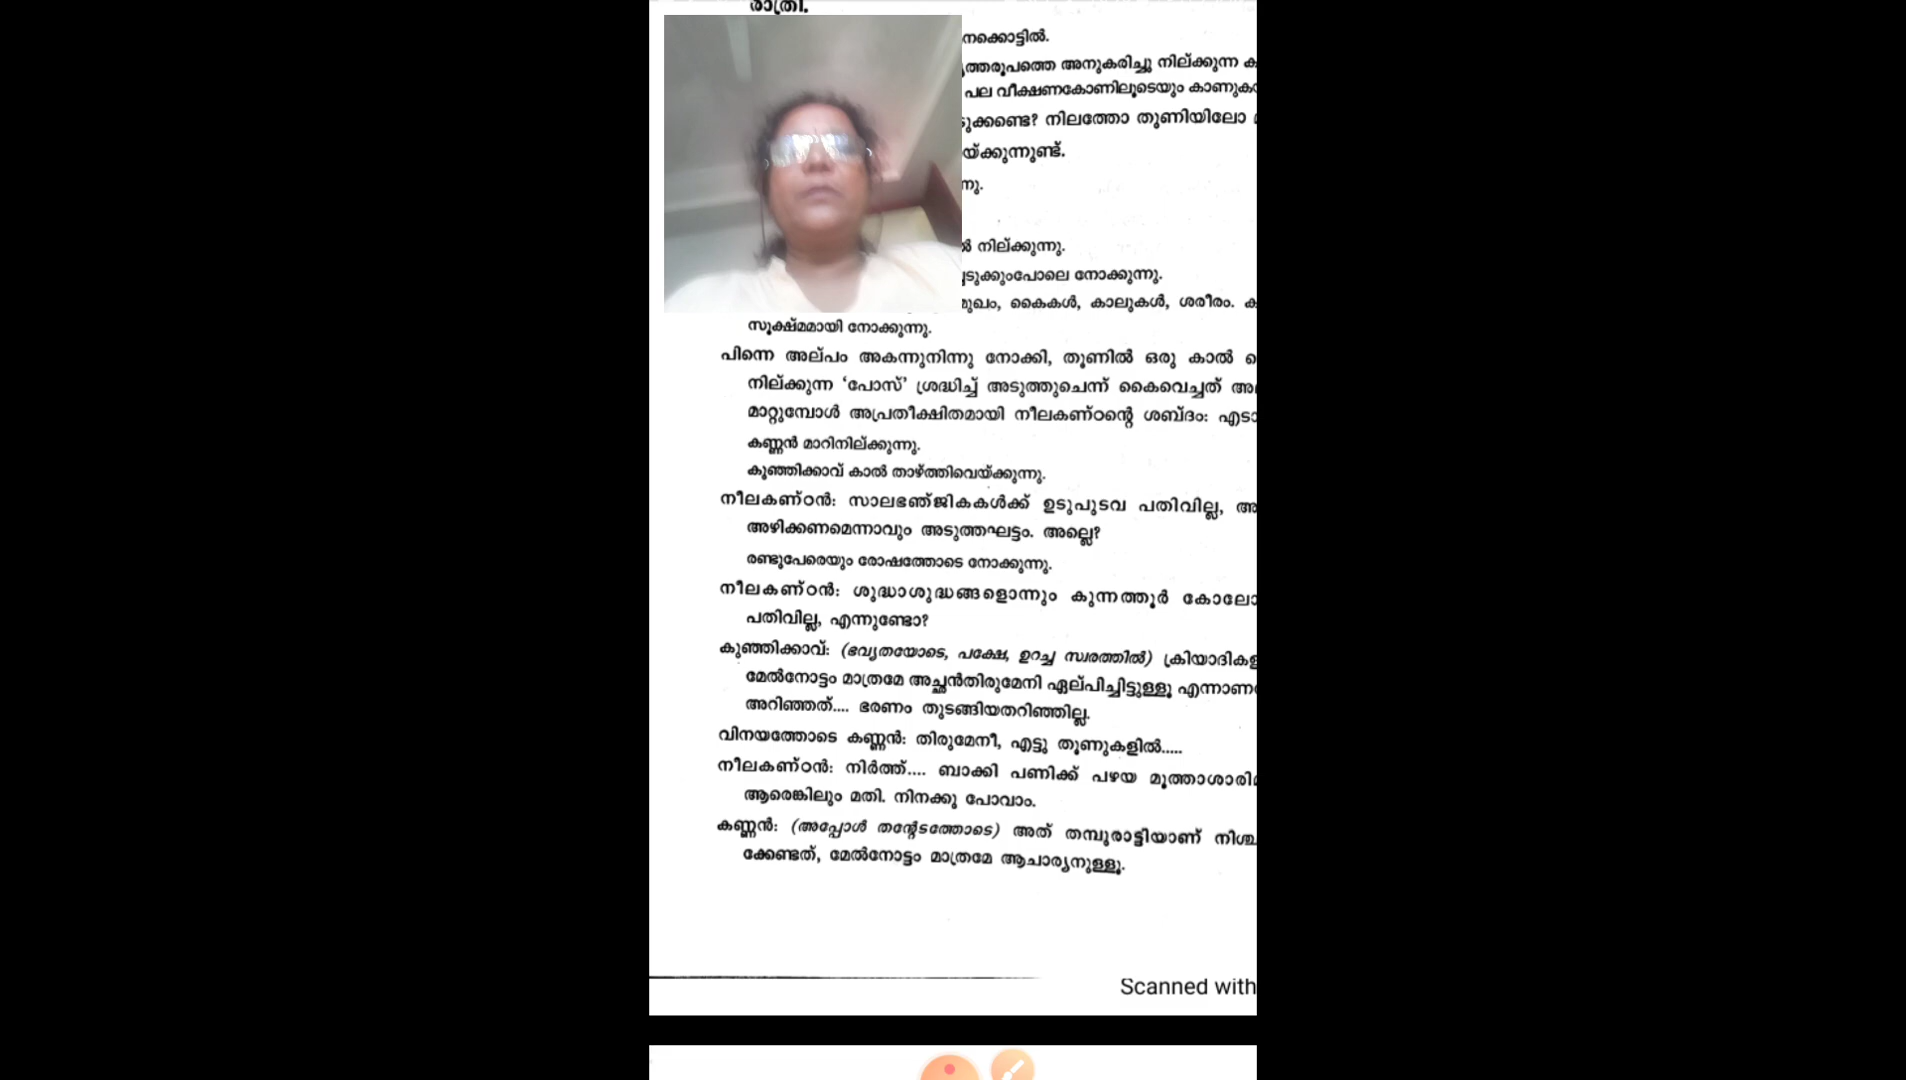 രാത്രി.
നക്കൊട്ടിൽ.
ത്തരൂപത്തെ അനുകരിച്ചു നില്ക്കുന്ന
പല വീക്ഷണകോണിലൂടെയും
ക്കണ്ടെ? നിലത്തോ തുണിയിലോ
യ്ക്കുന്നുണ്ട്.
നു.
ൽ നില്ക്കുന്നു.
ടുക്കുംപോലെ നോക്കുന്നു.
മുഖം, കൈകൾ, കാലുകൾ, ശരീരം.
സൂക്ഷ്മമായി നോക്കുന്നു.
പിന്നെ അല്പം അകന്നുനിന്നു നോക്കി, തൂണിൽ ഒരു കാൽ
നില്ക്കുന്ന ‘പോസ്’ ശ്രദ്ധിച്ച് അടുത്തുചെന്ന് കൈവെച്ചത്
മാറ്റുമ്പോൾ അപ്രതീക്ഷിതമായി നീലകണ്ഠന്റെ ശബ്ദം:
കണ്ണൻ മാറിനില്ക്കുന്നു.
കുഞ്ഞിക്കാവ് കാൽ താഴ്ത്തിവെയ്ക്കുന്നു.
നീലകണ്ഠൻ: സാലഭഞ്ജികകൾക്ക് ഉടുപുടവ പതിവില്ല,
അഴിക്കണമെന്നാവും അടുത്തഘട്ടം. അല്ലെ?
രണ്ടുപേരെയും രോഷത്തോടെ നോക്കുന്നു.
നീലകണ്ഠൻ: ശുദ്ധാശുദ്ധങ്ങളൊന്നും കുന്നത്തൂർ
പതിവില്ല, എന്നുണ്ടോ?
കുഞ്ഞിക്കാവ്: (ഭവ്യതയോടെ, പക്ഷേ, ഉറച്ച സ്വരത്തിൽ)
മേൽനോട്ടം മാത്രമേ അച്ഛൻതിരുമേനി ഏല്പിച്ചിട്ടുള്ളൂ
അറിഞ്ഞത്.... ഭരണം തുടങ്ങിയതറിഞ്ഞില്ല.
വിനയത്തോടെ കണ്ണൻ: തിരുമേനീ, എട്ടു തൂണുകളിൽ.....
നീലകണ്ഠൻ: നിർത്ത്.... ബാക്കി പണിക്ക് പഴയ
ആരെങ്കിലും മതി. നിനക്കു പോവാം.
കണ്ണൻ: (അപ്പോൾ തന്റേടത്തോടെ) അത് തമ്പുരാട്ടിയാണ്
ക്കേണ്ടത്, മേൽനോട്ടം മാത്രമേ ആചാര്യനുള്ളൂ.
Scanned with